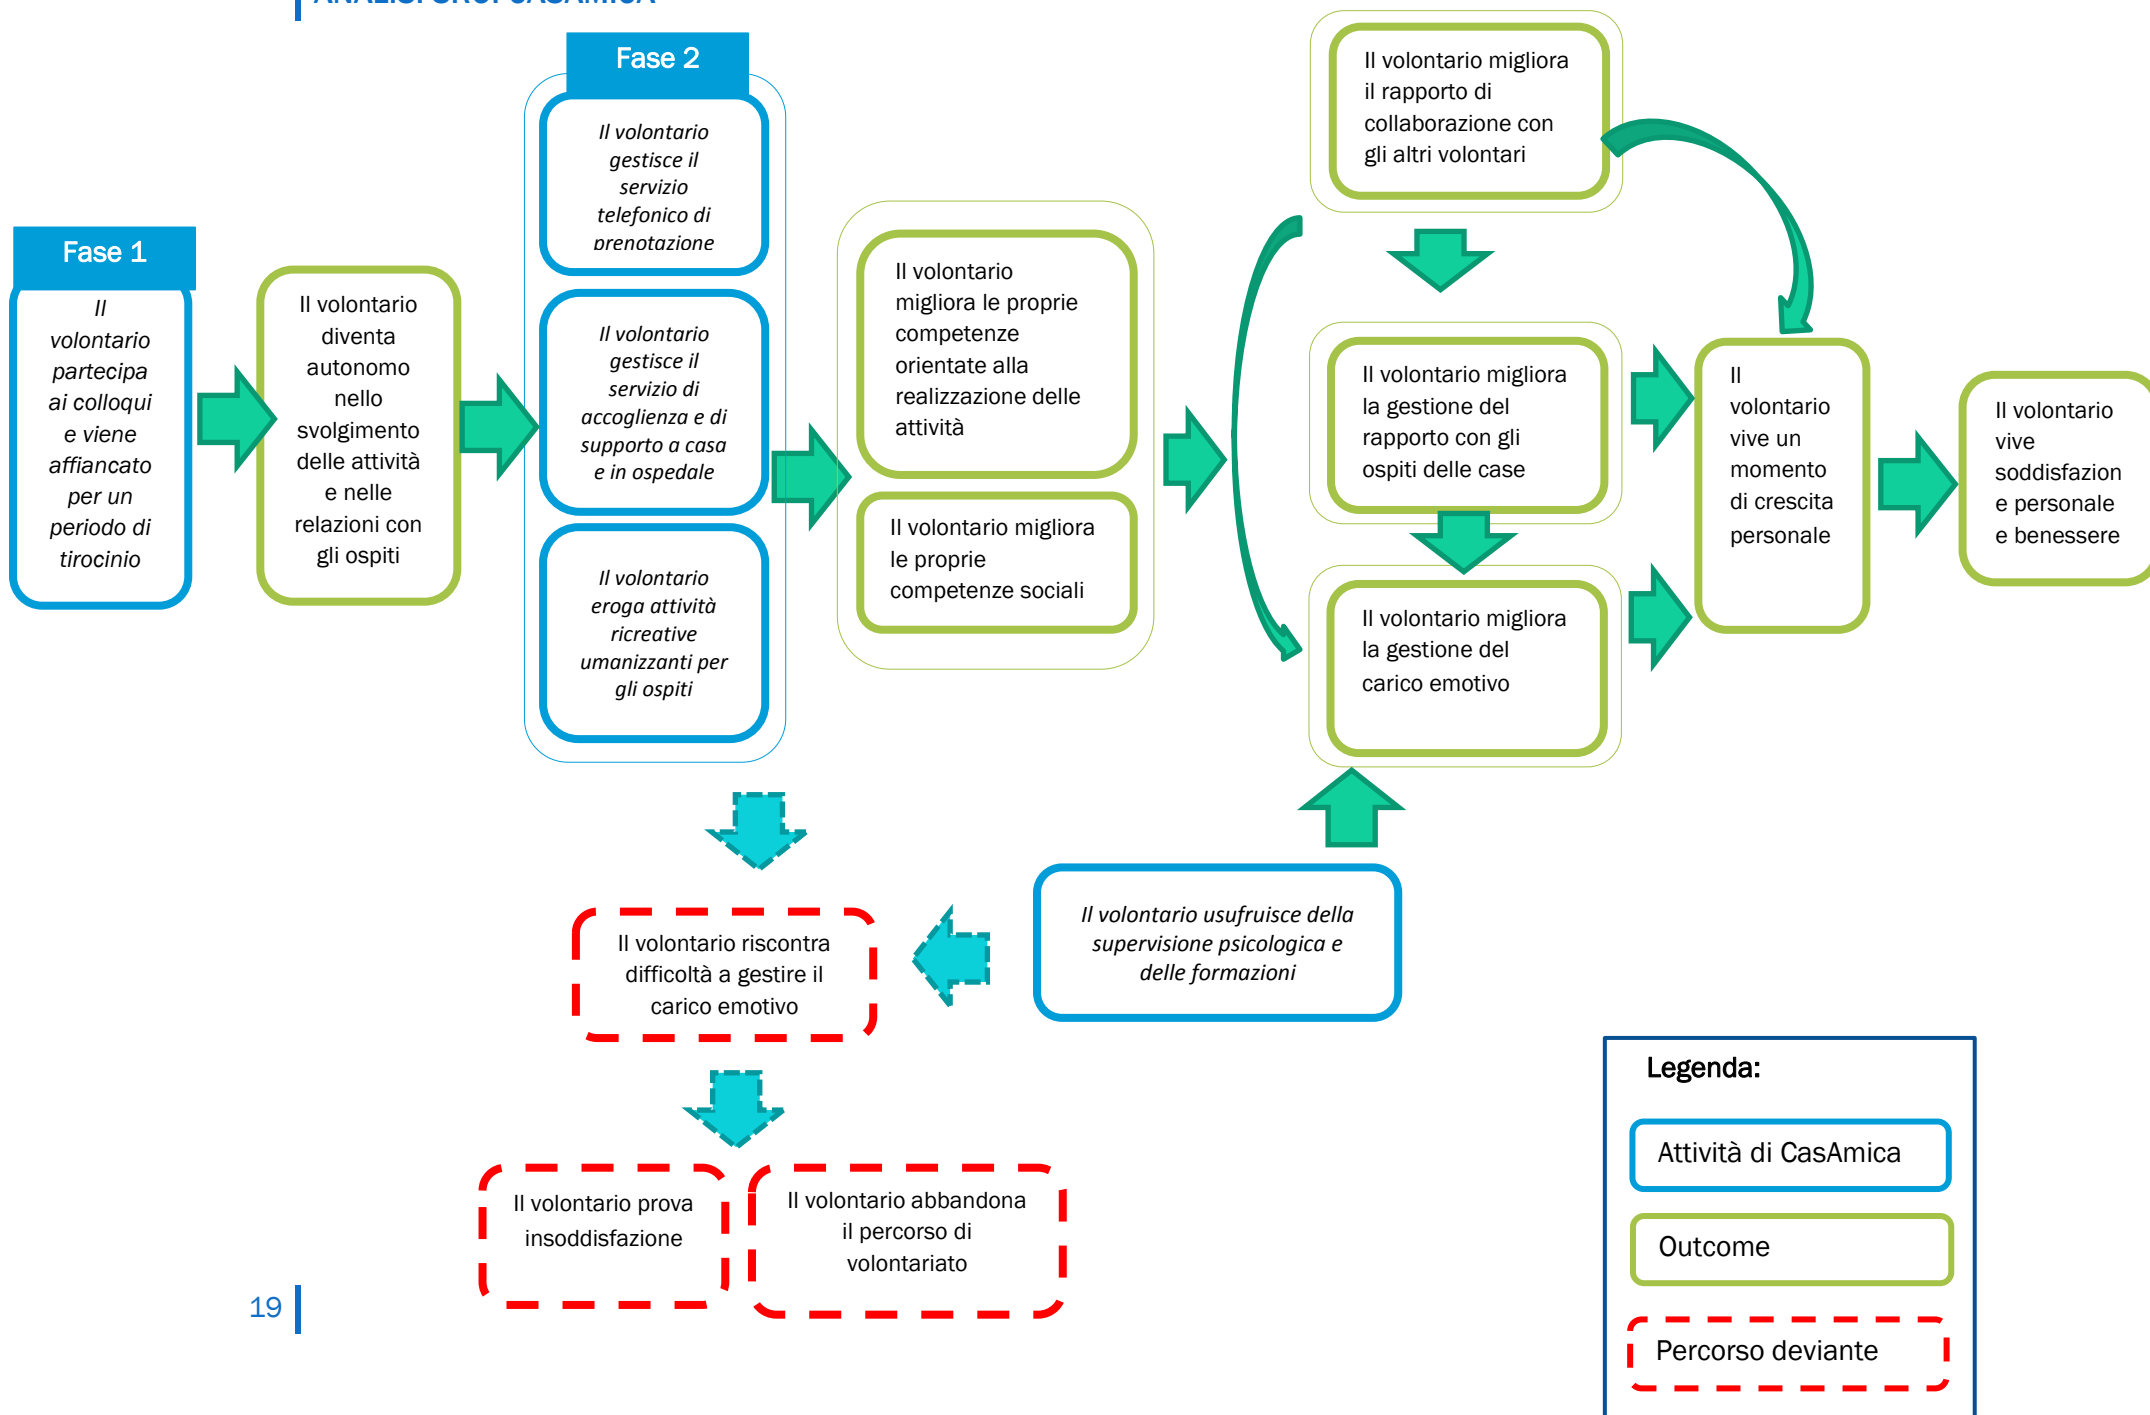 ANALISI SROI CASAMICA
Fase 1
Il
volontario
partecipa
ai colloqui
e viene
affiancato
per un
periodo di
tirocinio
Il volontario
diventa
autonomo
nello
svolgimento
delle attività
e nelle
relazioni con
gli ospiti
Fase 2
Il volontario
gestisce il
servizio
telefonico di
prenotazione
Il volontario
gestisce il
servizio di
accoglienza e di
supporto a casa
e in ospedale
Il volontario
eroga attività
ricreative
umanizzanti per
gli ospiti
Il volontario
migliora le proprie
competenze
orientate alla
realizzazione delle
attività
Il volontario migliora
le proprie
competenze sociali
Il volontario migliora
il rapporto di
collaborazione con
gli altri volontari
Il volontario migliora
la gestione del
rapporto con gli
ospiti delle case
Il volontario migliora
la gestione del
carico emotivo
Il
volontario
vive un
momento
di crescita
personale
Il volontario
vive
soddisfazion
e personale
e benessere
Il volontario usufruisce della
supervisione psicologica e
delle formazioni
Il volontario riscontra
difficoltà a gestire il
carico emotivo
Il volontario prova
insoddisfazione
Il volontario abbandona
il percorso di
volontariato
Legenda:
Attività di CasAmica
Outcome
Percorso deviante
19